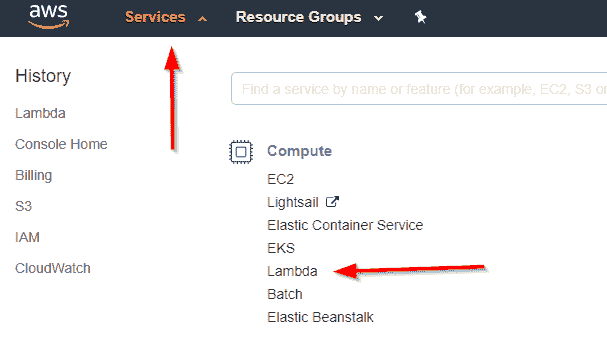 aws
Services
Resource Groups
History
Lambda
Console Home
Billing
S3
IAM
CloudWatch
Find a service by name or feature (for example, EC2, S3 or
Compute
EC2
Lightsail
Elastic Container Service
EKS
Lambda
Batch
Elastic Beanstalk